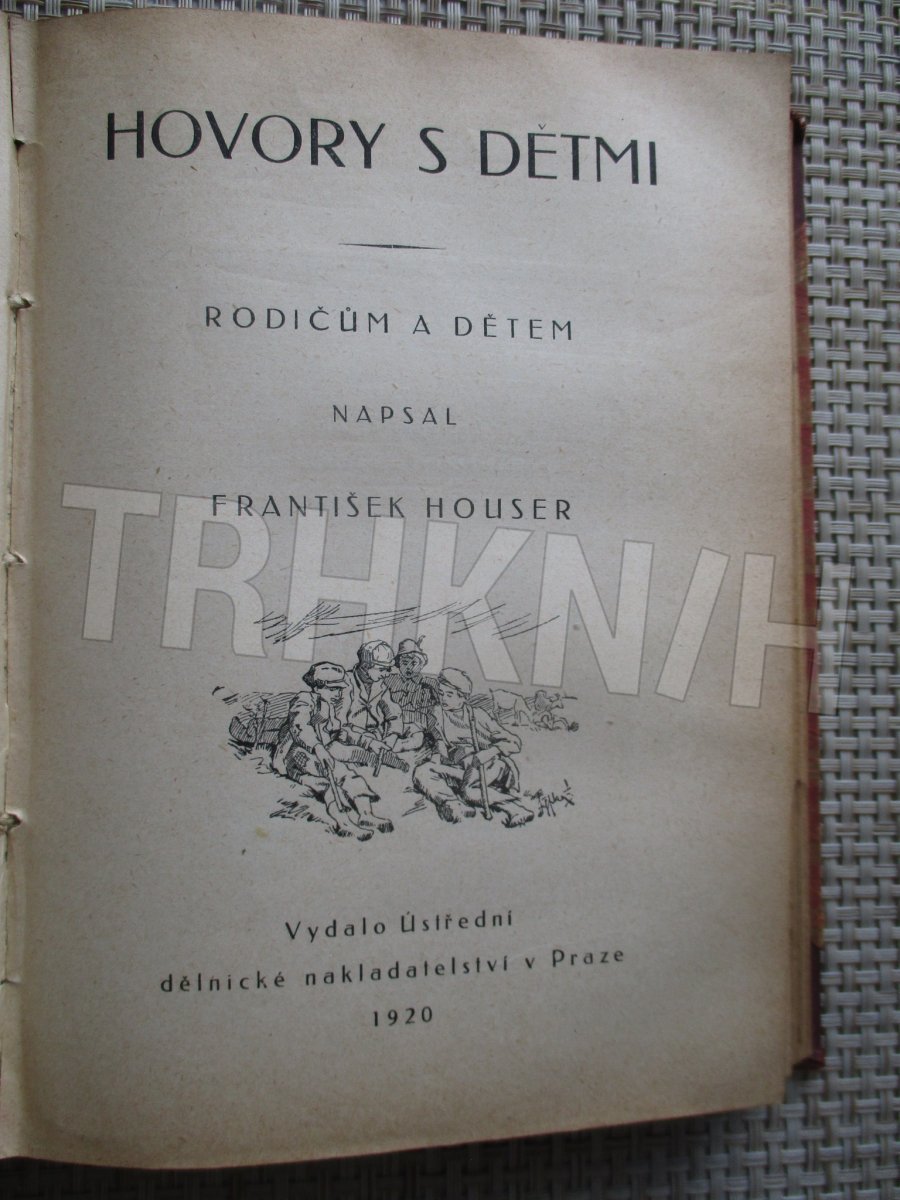 HOVORY S DĚTMI
RODIČŮM A DĚTEM
NAPSAL
FRANTIŠEK HOUSER
TRHKNIH
Vydalo Ústřední
dělnické nakladatelství v Praze
1920